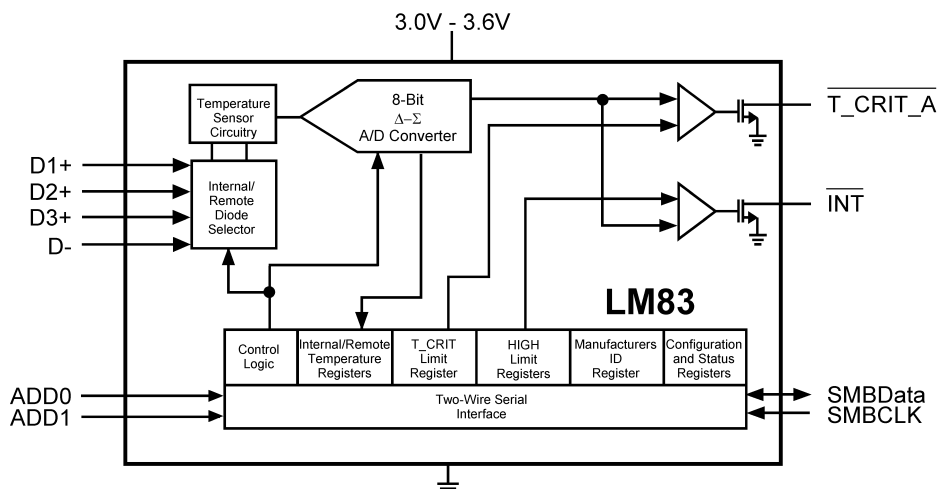 3.0V - 3.6V
Temperature
Sensor
Circuitry
8-Bit
Δ-Σ
A/D Converter
T_CRIT_A
D1+
D2+
D3+
D-
Internal/
Remote
Diode
Selector
INT
LM83
Control
Logic
Internal/Remote
Temperature
Registers
T_CRIT
Limit
Register
HIGH
Limit
Registers
Manufacturers
ID
Register
Configuration
and Status
Registers
ADD0
ADD1
Two-Wire Serial
Interface
SMBData
SMBCLK